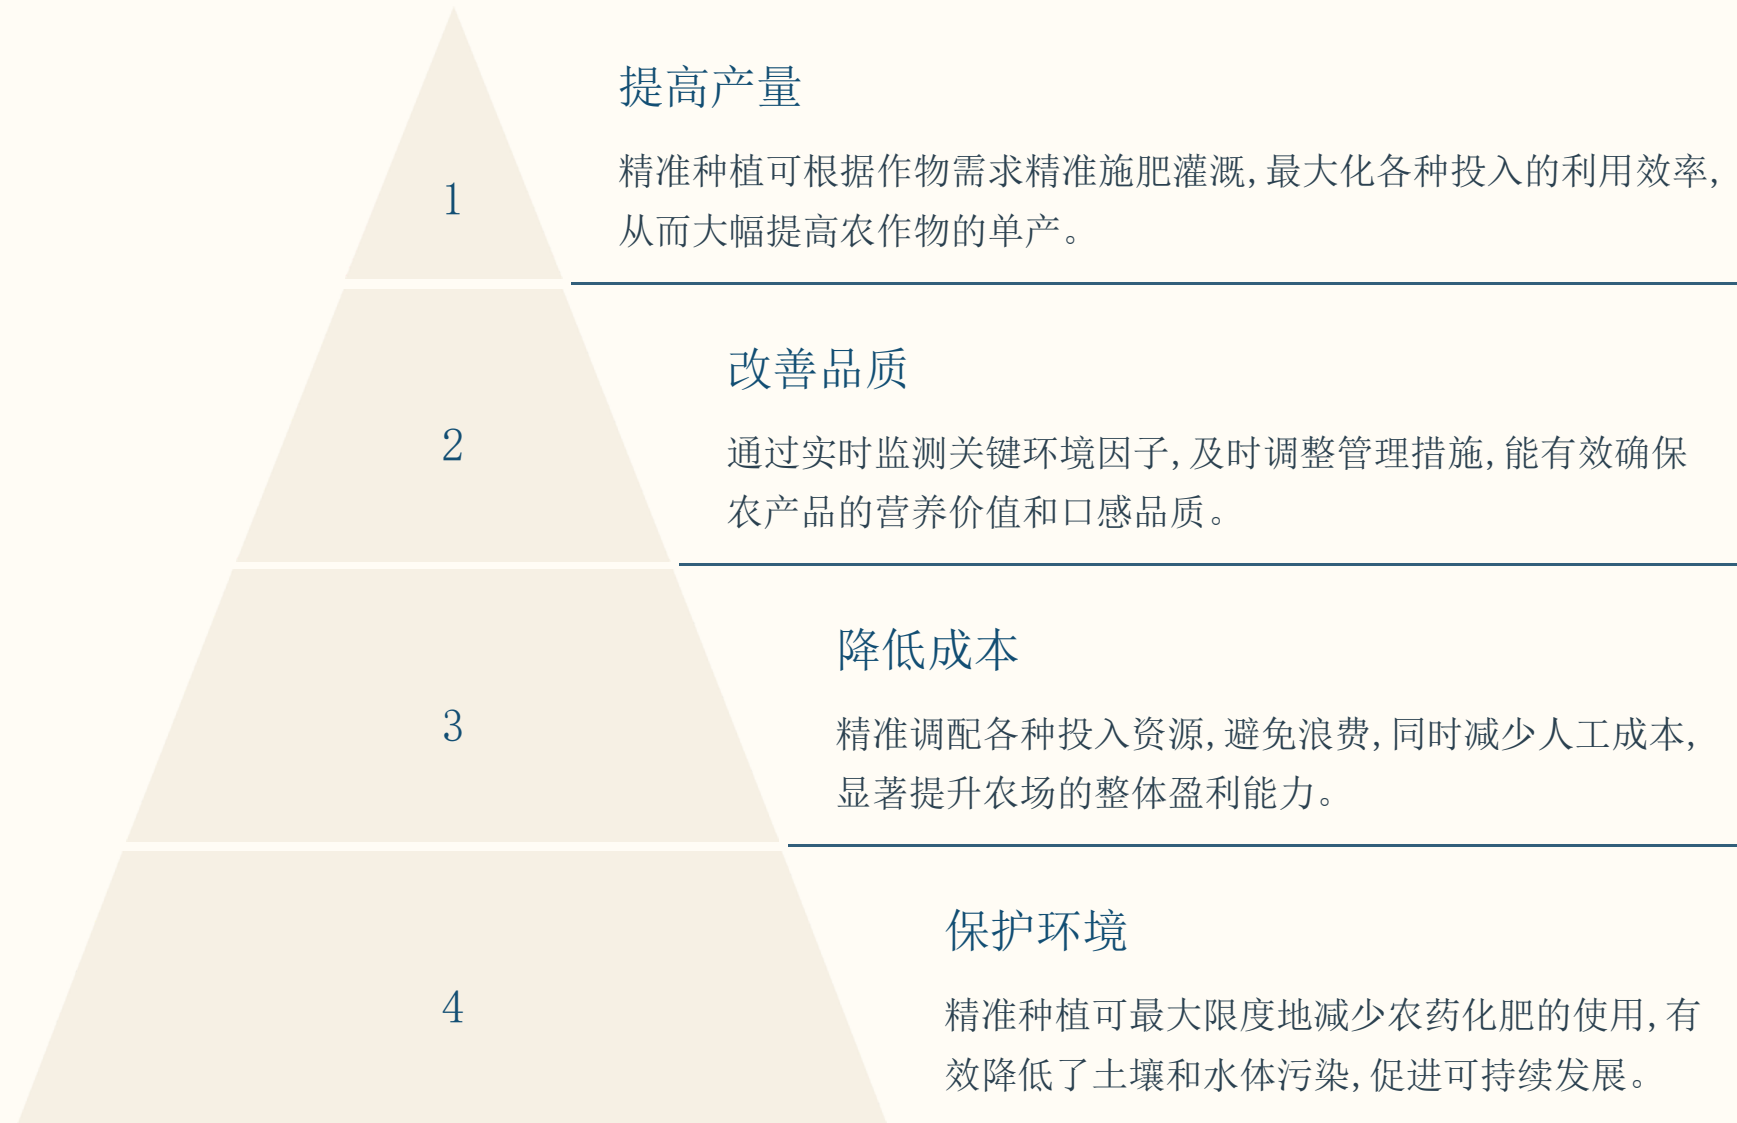 提高产量
1
精准种植可根据作物需求精准施肥灌溉,最大化各种投入的利用效率,
从而大幅提高农作物的单产。
改善品质
2
通过实时监测关键环境因子,及时调整管理措施,能有效确保
农产品的营养价值和口感品质。
降低成本
3
精准调配各种投入资源,避免浪费,同时减少人工成本,
显著提升农场的整体盈利能力。
保护环境
4
精准种植可最大限度地减少农药化肥的使用,有
效降低了土壤和水体污染,促进可持续发展。